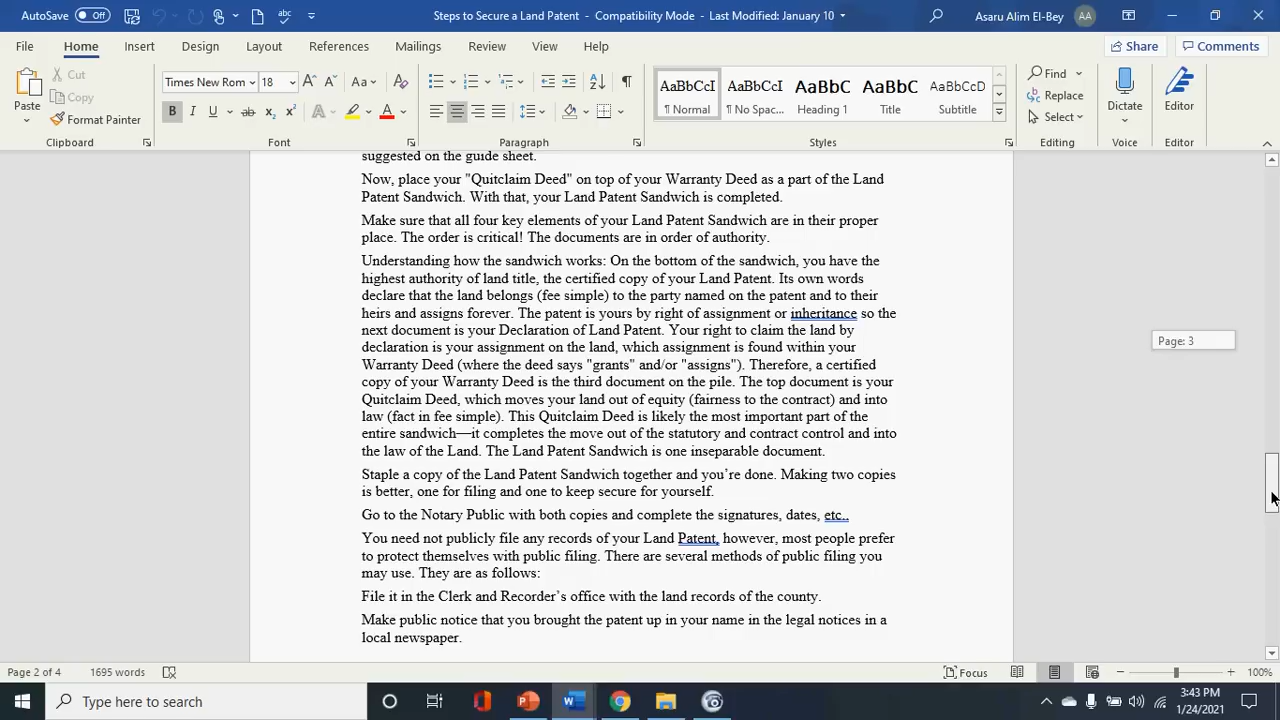 AutoSave Off
Steps to Secure a Land Patent - Compatibility Mode - Last Modified: January 10
Asaru Alim El-Bey AA
File Home Insert Design Layout References Mailings Review View Help Share Comments
Paste
Cut
Copy
Format Painter
Times New Rom 18
Aa
B I U ab x₂ x² A A
AaBbCcI AaBbCcI AaBbC AaBbC AaBbCcD
¶ Normal ¶ No Spac... Heading 1 Title Subtitle
Find
Replace
Select
Dictate
Editor
Clipboard Font Paragraph Styles Editing Voice Editor
suggested on the guide sheet.
Now, place your "Quitclaim Deed" on top of your Warranty Deed as a part of the Land
Patent Sandwich. With that, your Land Patent Sandwich is completed.
Make sure that all four key elements of your Land Patent Sandwich are in their proper
place. The order is critical! The documents are in order of authority.
Understanding how the sandwich works: On the bottom of the sandwich, you have the
highest authority of land title, the certified copy of your Land Patent. Its own words
declare that the land belongs (fee simple) to the party named on the patent and to their
heirs and assigns forever. The patent is yours by right of assignment or inheritance so the
next document is your Declaration of Land Patent. Your right to claim the land by
declaration is your assignment on the land, which assignment is found within your
Warranty Deed (where the deed says "grants" and/or "assigns"). Therefore, a certified
copy of your Warranty Deed is the third document on the pile. The top document is your
Quitclaim Deed, which moves your land out of equity (fairness to the contract) and into
law (fact in fee simple). This Quitclaim Deed is likely the most important part of the
entire sandwich—it completes the move out of the statutory and contract control and into
the law of the Land. The Land Patent Sandwich is one inseparable document.
Staple a copy of the Land Patent Sandwich together and you’re done. Making two copies
is better, one for filing and one to keep secure for yourself.
Go to the Notary Public with both copies and complete the signatures, dates, etc..
You need not publicly file any records of your Land Patent, however, most people prefer
to protect themselves with public filing. There are several methods of public filing you
may use. They are as follows:
File it in the Clerk and Recorder’s office with the land records of the county.
Make public notice that you brought the patent up in your name in the legal notices in a
local newspaper.
Page: 3
Page 2 of 4 1695 words Focus 100%
Type here to search
3:43 PM
1/24/2021